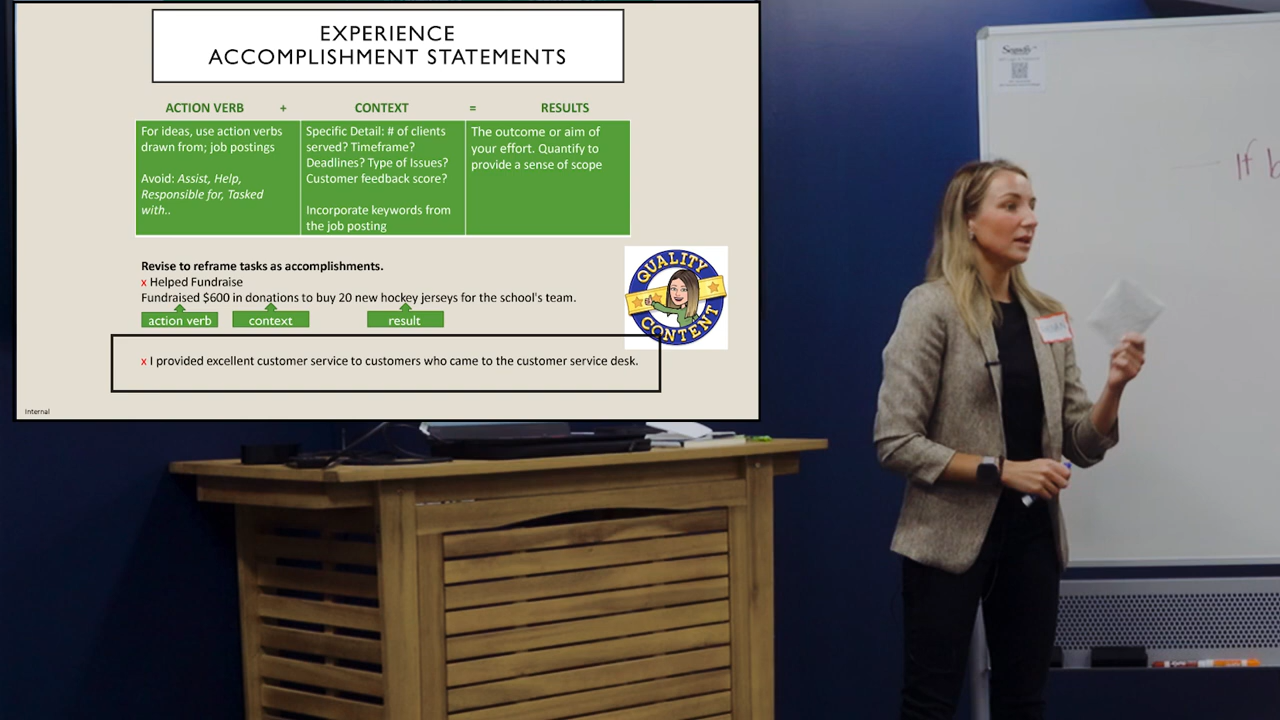 EXPERIENCE
ACCOMPLISHMENT STATEMENTS
ACTION VERB + CONTEXT = RESULTS
For ideas, use action verbs
drawn from; job postings
Avoid: Assist, Help,
Responsible for, Tasked
with..
Specific Detail: # of clients
served? Timeframe?
Deadlines? Type of Issues?
Customer feedback score?
Incorporate keywords from
the job posting
The outcome or aim of
your effort. Quantify to
provide a sense of scope
Revise to reframe tasks as accomplishments.
x Helped Fundraise
Fundraised $600 in donations to buy 20 new hockey jerseys for the school's team.
action verb context result
QUALITY
CONTENT
x I provided excellent customer service to customers who came to the customer service desk.
Internal
If